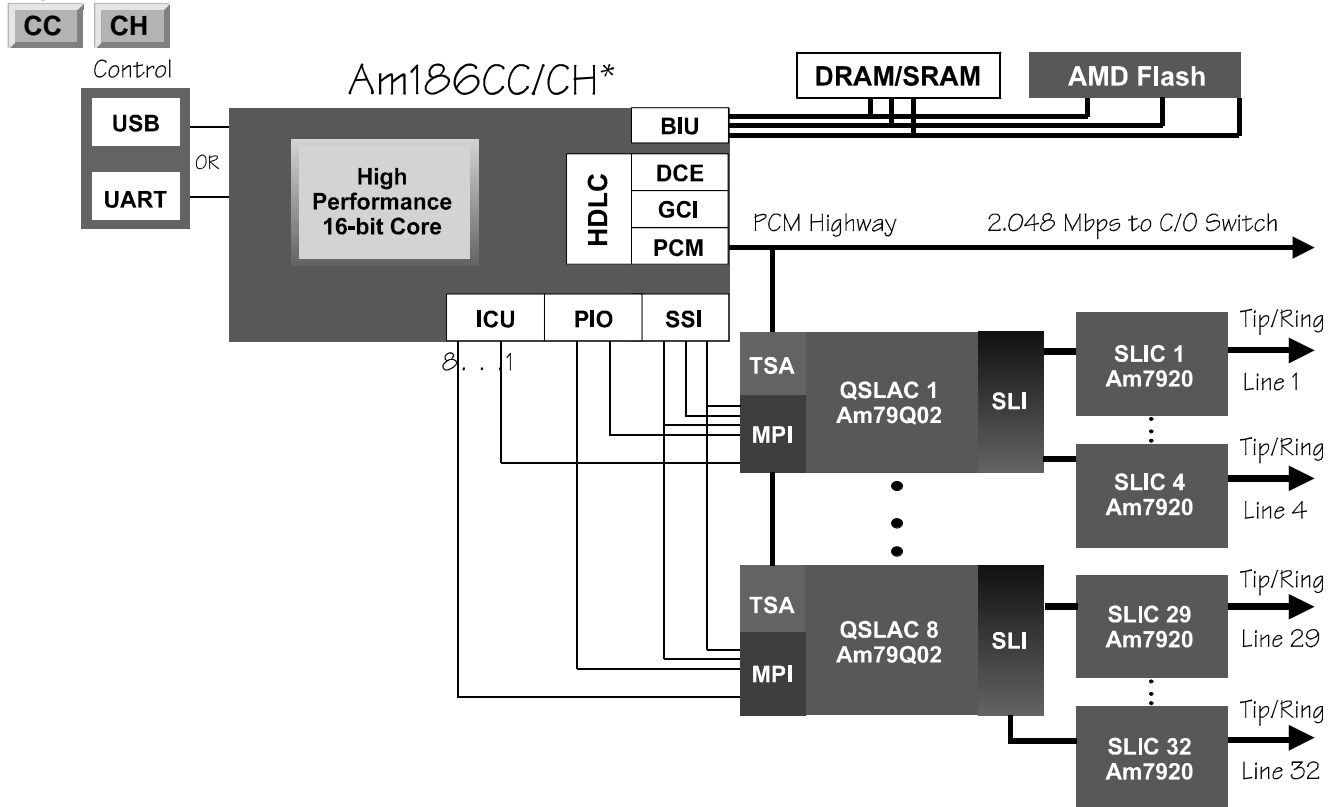 CC CH
Control
Am186CC/CH*
DRAM/SRAM
AMD Flash
USB
OR
UART
High
Performance
16-bit Core
BIU
HDLC
DCE
GCI
PCM
PCM Highway
2.048 Mbps to C/O Switch
ICU
PIO
SSI
8. . .1
TSA
MPI
QSLAC 1
Am79Q02
SLI
SLIC 1
Am7920
Tip/Ring
Line 1
SLIC 4
Am7920
Tip/Ring
Line 4
TSA
MPI
QSLAC 8
Am79Q02
SLI
SLIC 29
Am7920
Tip/Ring
Line 29
SLIC 32
Am7920
Tip/Ring
Line 32